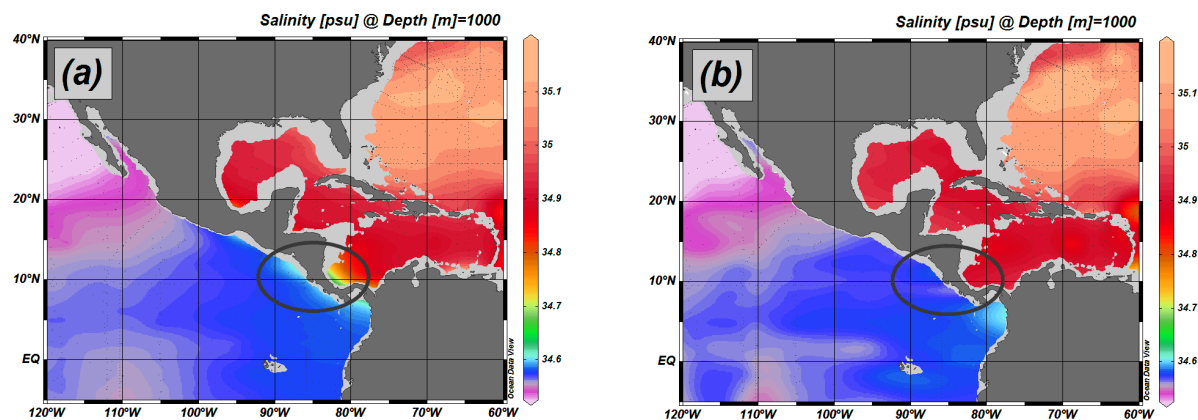 Salinity [psu] @ Depth [m]=1000
(a)
40°N
30°N
20°N
10°N
EQ
120°W
110°W
100°W
90°W
80°W
70°W
60°W
35.1
35
34.9
34.8
34.7
34.6
Ocean Data View
Salinity [psu] @ Depth [m]=1000
(b)
40°N
30°N
20°N
10°N
EQ
120°W
110°W
100°W
90°W
80°W
70°W
60°W
35.1
35
34.9
34.8
34.7
34.6
Ocean Data View